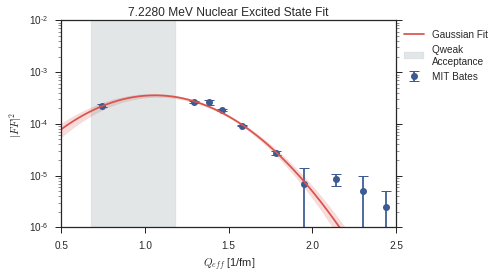 7.2280 MeV Nuclear Excited State Fit
10⁻²
10⁻³
10⁻⁴
10⁻⁵
10⁻⁶
|FF|²
0.5 1.0 1.5 2.0 2.5
Q_eff [1/fm]
Gaussian Fit
Qweak
Acceptance
MIT Bates